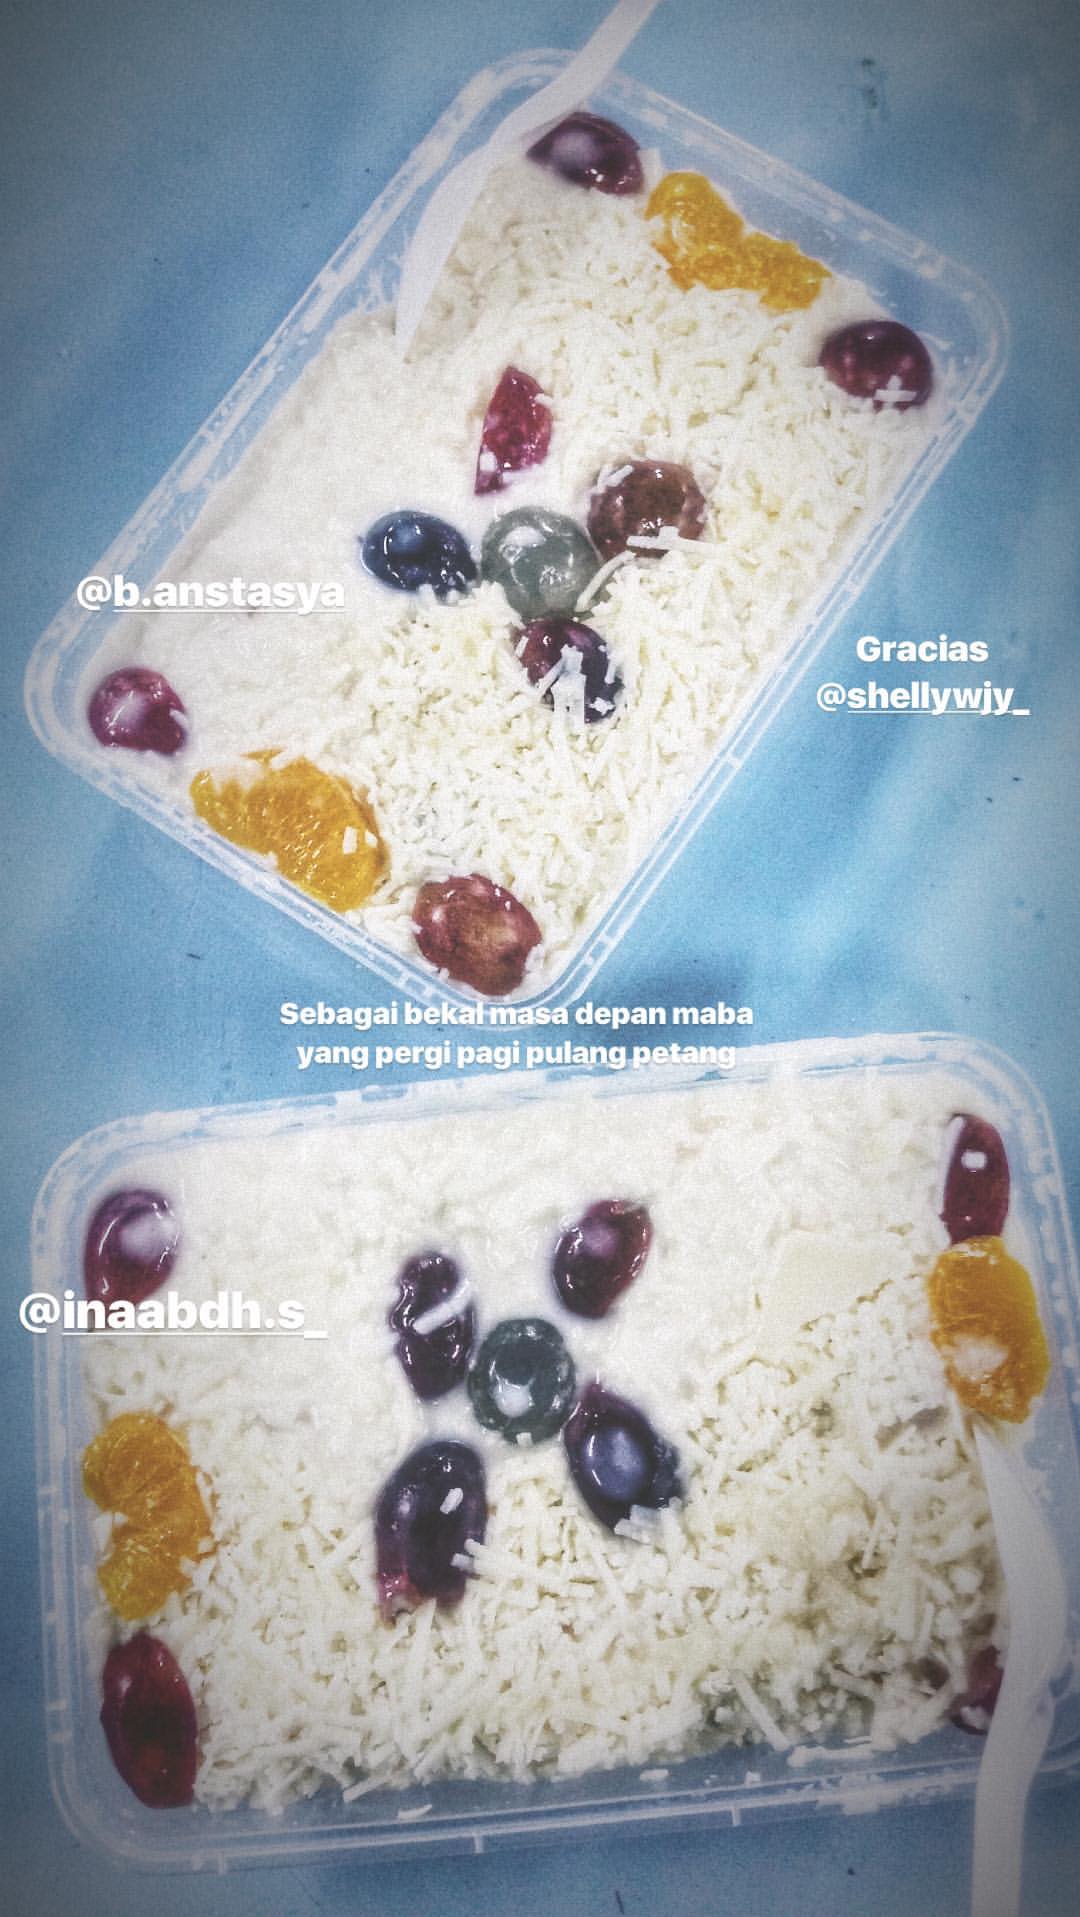 @b.anstasya
Gracias
@shellywjy_
Sebagai bekal masa depan maba
yang pergi pagi pulang petang
@inaabdh.s_